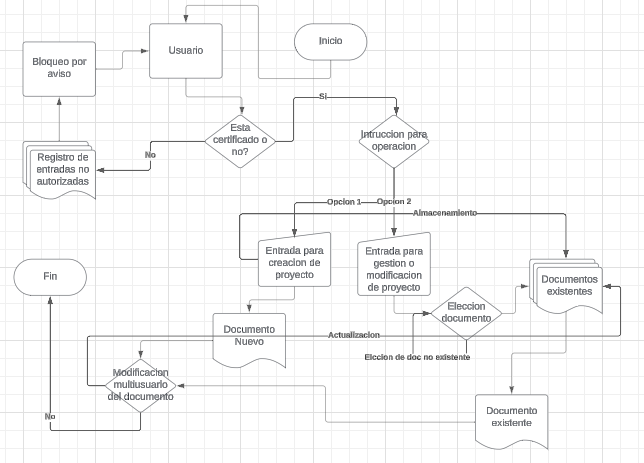 Inicio
Usuario
Bloqueo por
aviso
Si
Esta
certificado o
no?
Intruccion para
operacion
No
Registro de
entradas no
autorizadas
Opcion 1
Opcion 2
Almacenamiento
Entrada para
creacion de
proyecto
Entrada para
gestion o
modificacion
de proyecto
Fin
Documentos
existentes
Eleccion
documento
Documento
Nuevo
Actualizacion
Elccion de doc no existente
Modificacion
multiusuario
del documento
No
Documento
existente